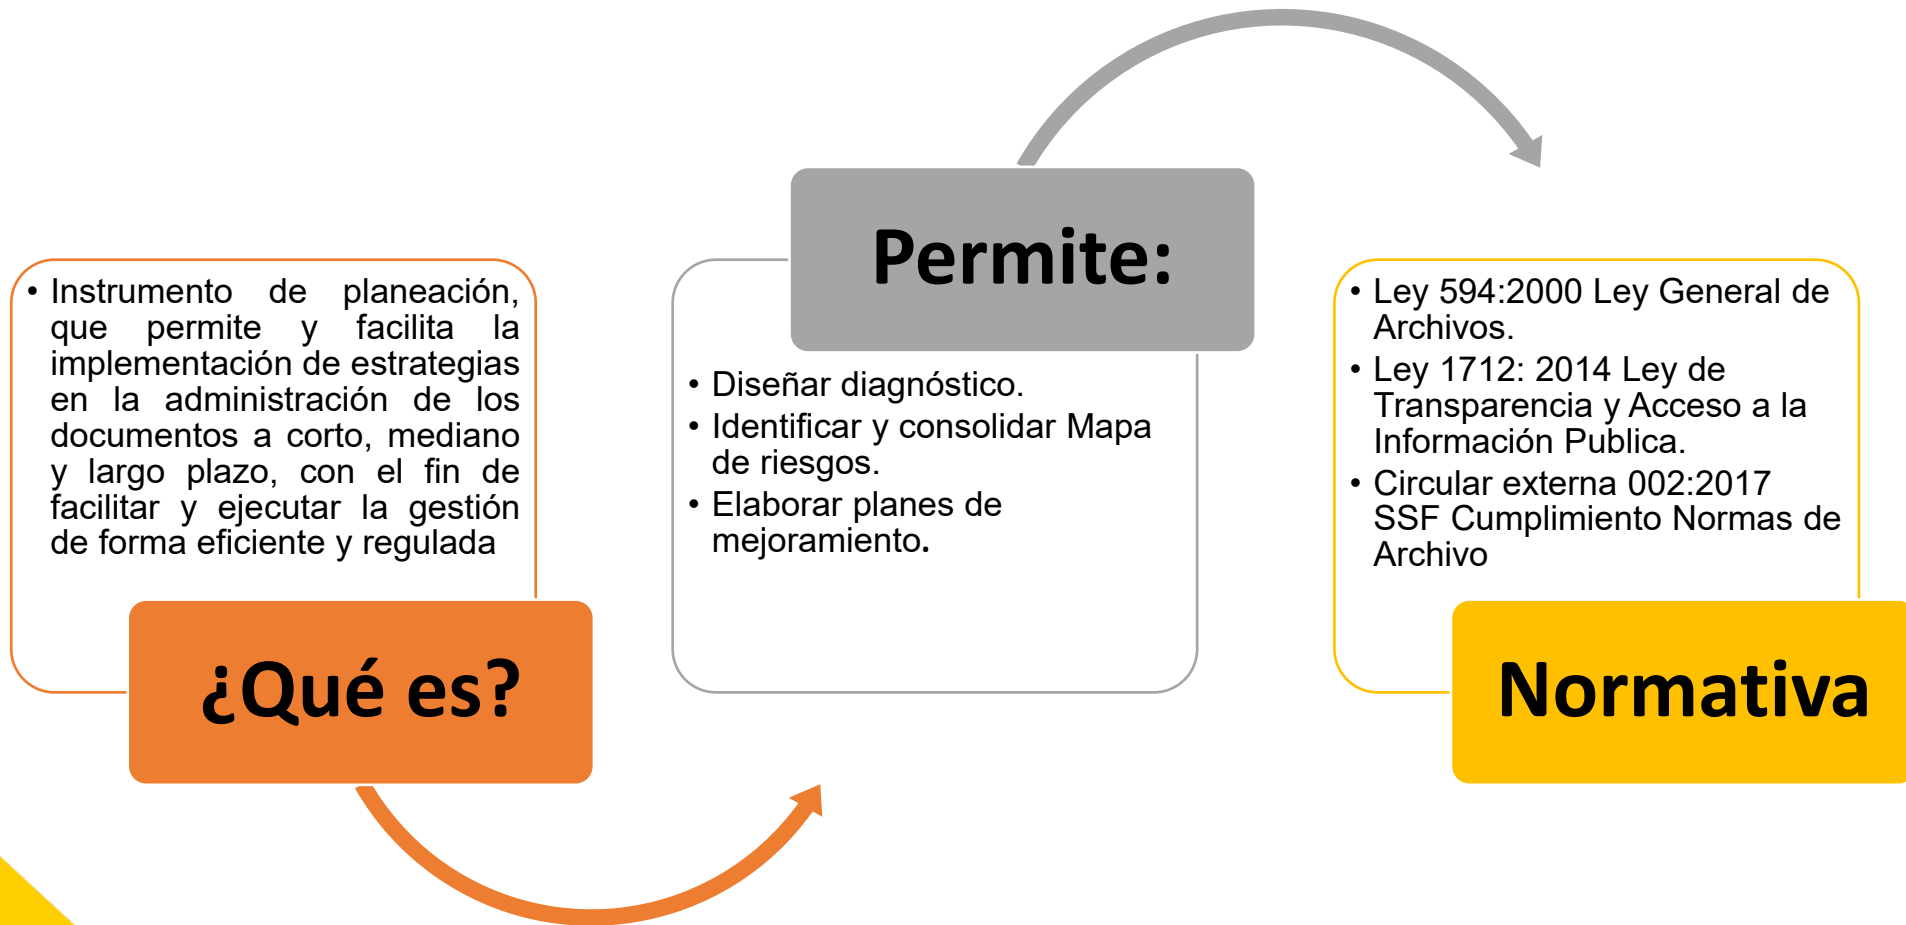 • Instrumento de planeación,
que permite y facilita la
implementación de estrategias
en la administración de los
documentos a corto, mediano
y largo plazo, con el fin de
facilitar y ejecutar la gestión
de forma eficiente y regulada
¿Qué es?
Permite:
• Diseñar diagnóstico.
• Identificar y consolidar Mapa
de riesgos.
• Elaborar planes de
mejoramiento.
• Ley 594:2000 Ley General de
Archivos.
• Ley 1712: 2014 Ley de
Transparencia y Acceso a la
Información Publica.
• Circular externa 002:2017
SSF Cumplimiento Normas de
Archivo
Normativa